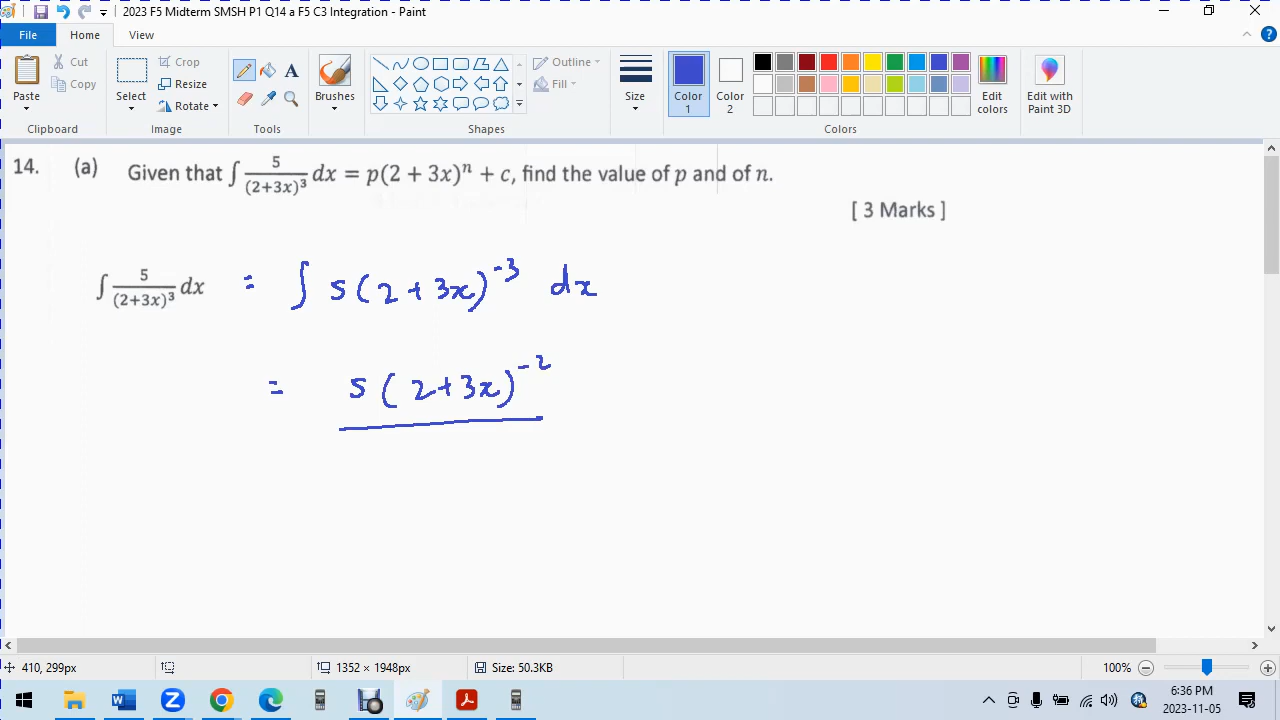 2023 F5 Midterm SMSH P1 Q14 a F5 C3 Integration - Paint
File Home View
Paste Cut Copy Select Crop Resize Rotate Brushes Outline Fill Size Color 1 Color 2 Edit colors Edit with Paint 3D
Clipboard Image Tools Shapes Colors
14. (a) Given that ∫ 5/(2+3x)³ dx = p(2 + 3x)ⁿ + c, find the value of p and of n.
[ 3 Marks ]
∫ 5/(2+3x)³ dx = ∫ 5(2+3x)⁻³ dx
= 5(2+3x)⁻²
410, 299px 1352 × 1948px Size: 50.3KB 100%
6:36 PM
2023-11-05